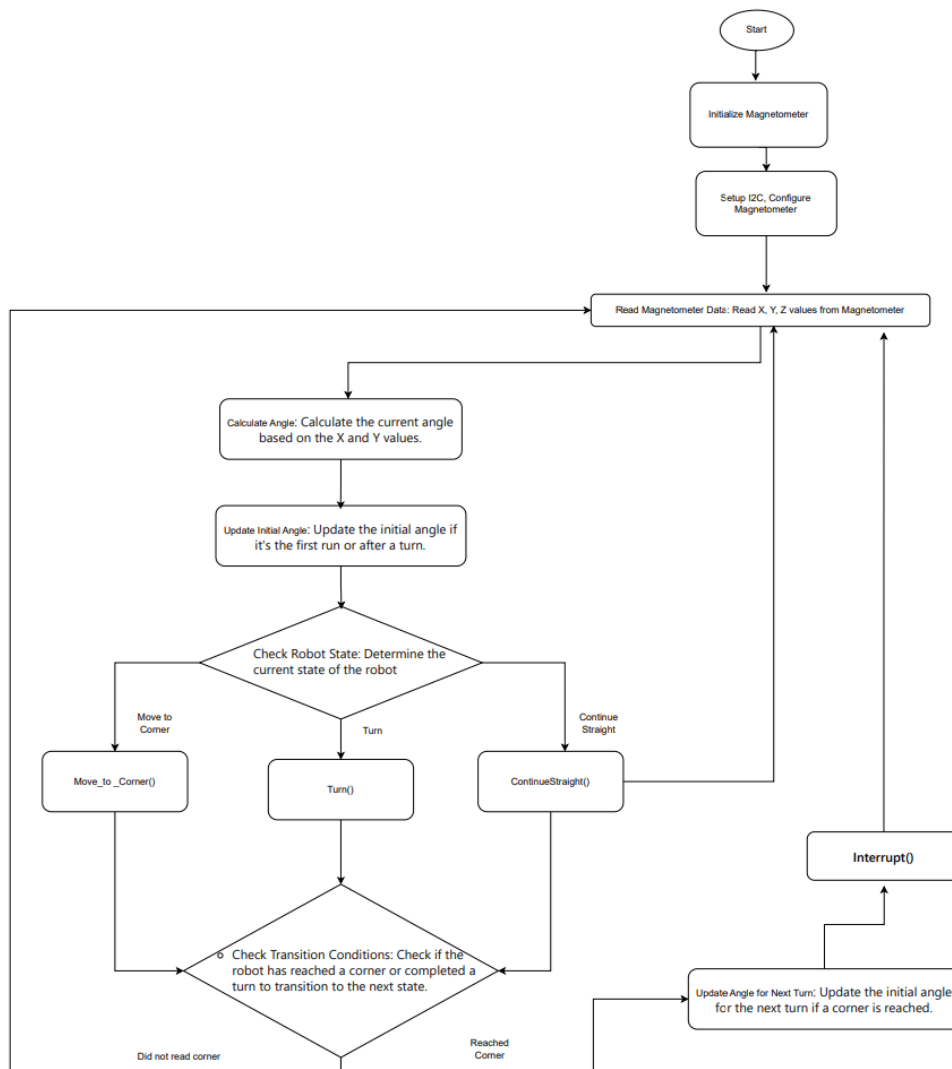 Start
Initialize Magnetometer
Setup I2C, Configure
Magnetometer
Read Magnetometer Data: Read X, Y, Z values from Magnetometer
Calculate Angle: Calculate the current angle
based on the X and Y values.
Update Initial Angle: Update the initial angle if
it's the first run or after a turn.
Check Robot State: Determine the
current state of the robot
Move to
Corner
Turn
Continue
Straight
Move_to _Corner()
Turn()
ContinueStraight()
Interrupt()
Check Transition Conditions: Check if the
robot has reached a corner or completed a
turn to transition to the next state.
Update Angle for Next Turn: Update the initial angle
for the next turn if a corner is reached.
Did not read corner
Reached
Corner